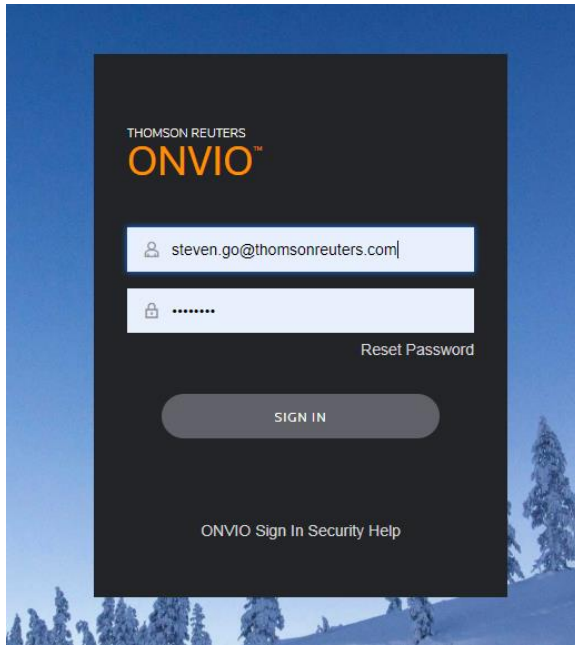 THOMSON REUTERS
ONVIO™
steven.go@thomsonreuters.com
••••••••
Reset Password
SIGN IN
ONVIO Sign In Security Help